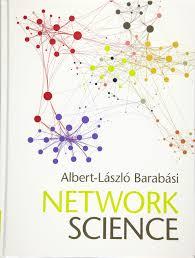 Albert-László Barabási
NETWORK
SCIENCE